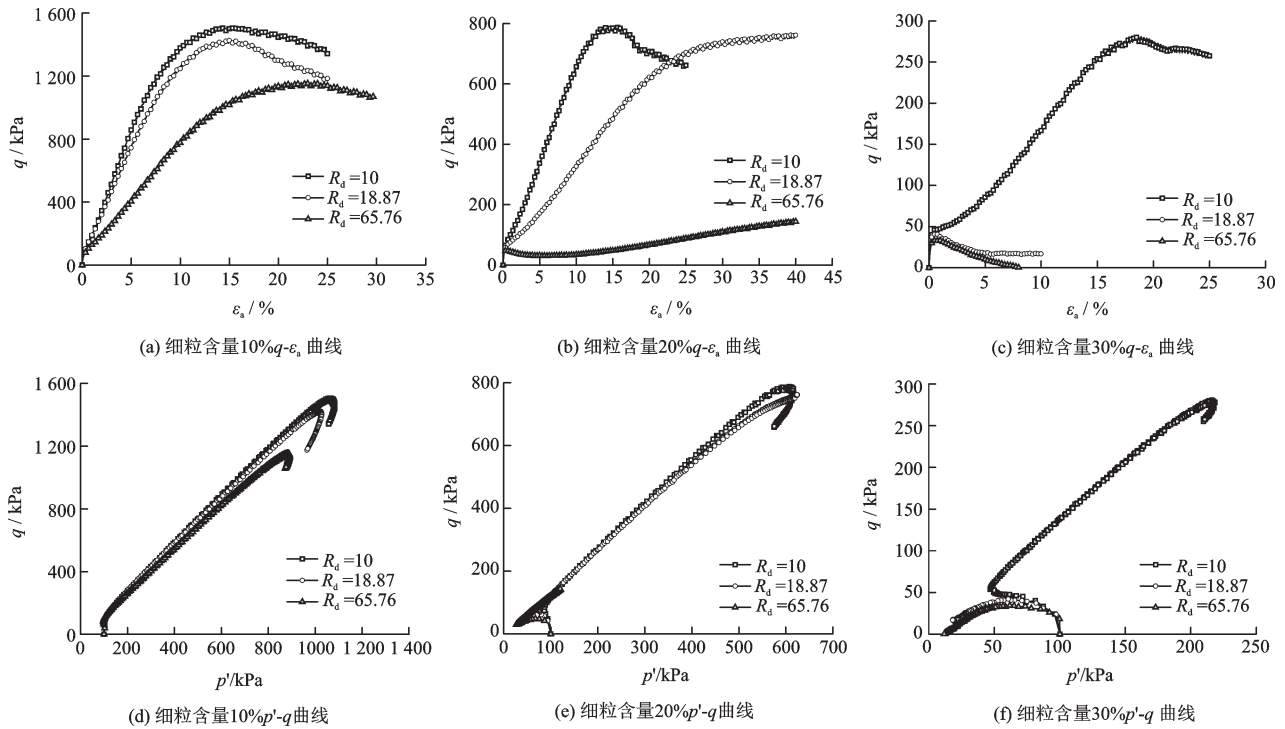 1 600
1 200
800
400
0
q / kPa
0 5 10 15 20 25 30 35
εa / %
Rd =10
Rd =18.87
Rd =65.76
(a) 细粒含量10%q-εa 曲线
800
600
400
200
0
q / kPa
0 5 10 15 20 25 30 35 40 45
εa / %
Rd =10
Rd =18.87
Rd =65.76
(b) 细粒含量20%q-εa 曲线
300
250
200
150
100
50
0
q / kPa
0 5 10 15 20 25 30
εa / %
Rd =10
Rd =18.87
Rd =65.76
(c) 细粒含量30%q-εa 曲线
1 600
1 200
800
400
0
q / kPa
0 200 400 600 800 1000 1 200 1 400
p'/kPa
Rd =10
Rd =18.87
Rd =65.76
(d) 细粒含量10%p'-q曲线
800
600
400
200
0
q / kPa
0 100 200 300 400 500 600 700
p'/kPa
Rd =10
Rd =18.87
Rd =65.76
(e) 细粒含量20%p'-q曲线
300
280
200
150
100
50
0
q / kPa
0 50 100 150 200 250
p'/kPa
Rd =10
Rd =18.87
Rd =65.76
(f) 细粒含量30%p'-q 曲线